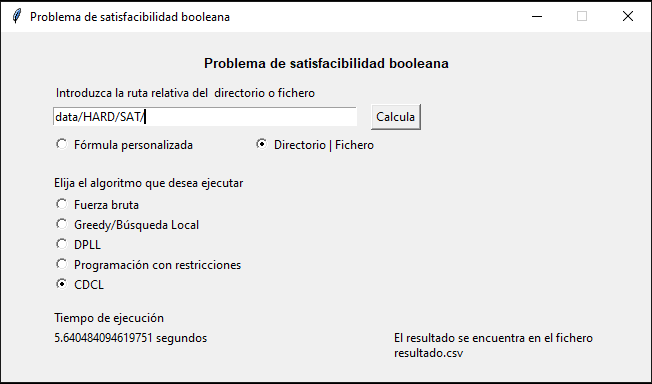 Problema de satisfacibilidad booleana
Problema de satisfacibilidad booleana
Introduzca la ruta relativa del  directorio o fichero
data/HARD/SAT/
Calcula
Fórmula personalizada
Directorio | Fichero
Elija el algoritmo que desea ejecutar
Fuerza bruta
Greedy/Búsqueda Local
DPLL
Programación con restricciones
CDCL
Tiempo de ejecución
5.640484094619751 segundos
El resultado se encuentra en el fichero
resultado.csv